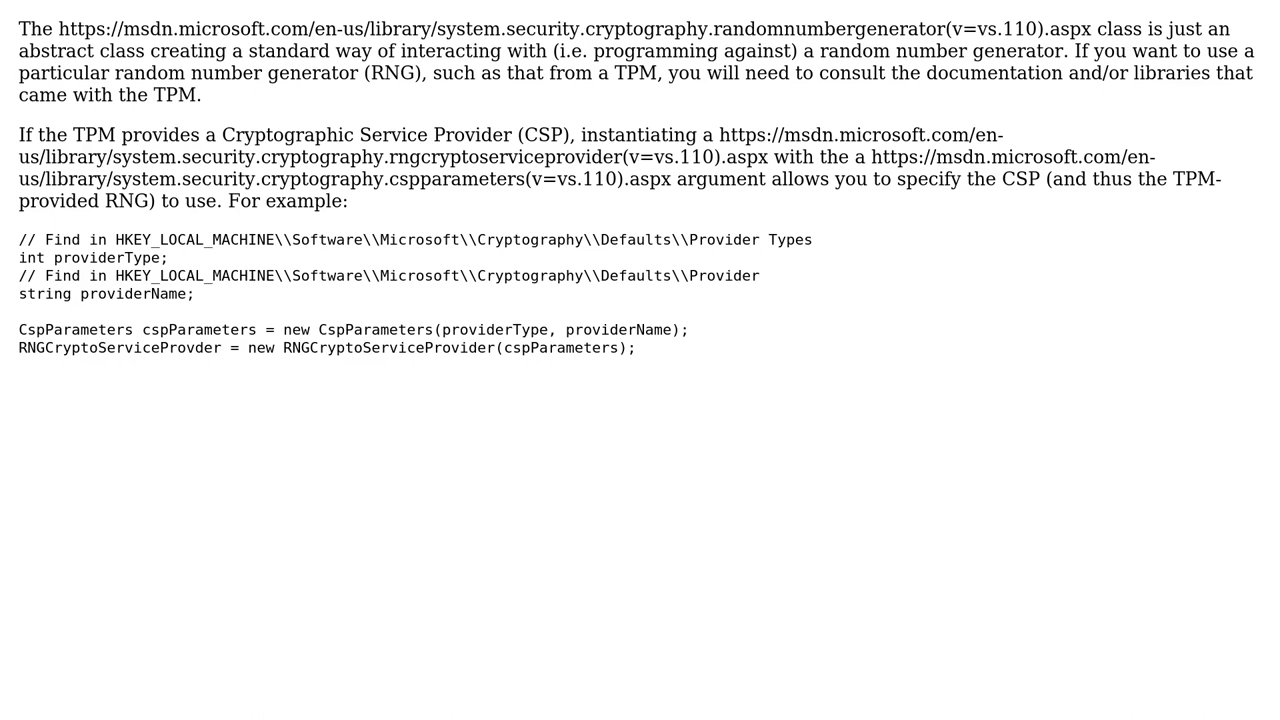 The https://msdn.microsoft.com/en-us/library/system.security.cryptography.randomnumbergenerator(v=vs.110).aspx class is just an
abstract class creating a standard way of interacting with (i.e. programming against) a random number generator. If you want to use a
particular random number generator (RNG), such as that from a TPM, you will need to consult the documentation and/or libraries that
came with the TPM.
If the TPM provides a Cryptographic Service Provider (CSP), instantiating a https://msdn.microsoft.com/en-
us/library/system.security.cryptography.rngcryptoserviceprovider(v=vs.110).aspx with the a https://msdn.microsoft.com/en-
us/library/system.security.cryptography.cspparameters(v=vs.110).aspx argument allows you to specify the CSP (and thus the TPM-
provided RNG) to use. For example:
// Find in HKEY_LOCAL_MACHINE\\Software\\Microsoft\\Cryptography\\Defaults\\Provider Types
int providerType;
// Find in HKEY_LOCAL_MACHINE\\Software\\Microsoft\\Cryptography\\Defaults\\Provider
string providerName;
CspParameters cspParameters = new CspParameters(providerType, providerName);
RNGCryptoServiceProvder = new RNGCryptoServiceProvider(cspParameters);